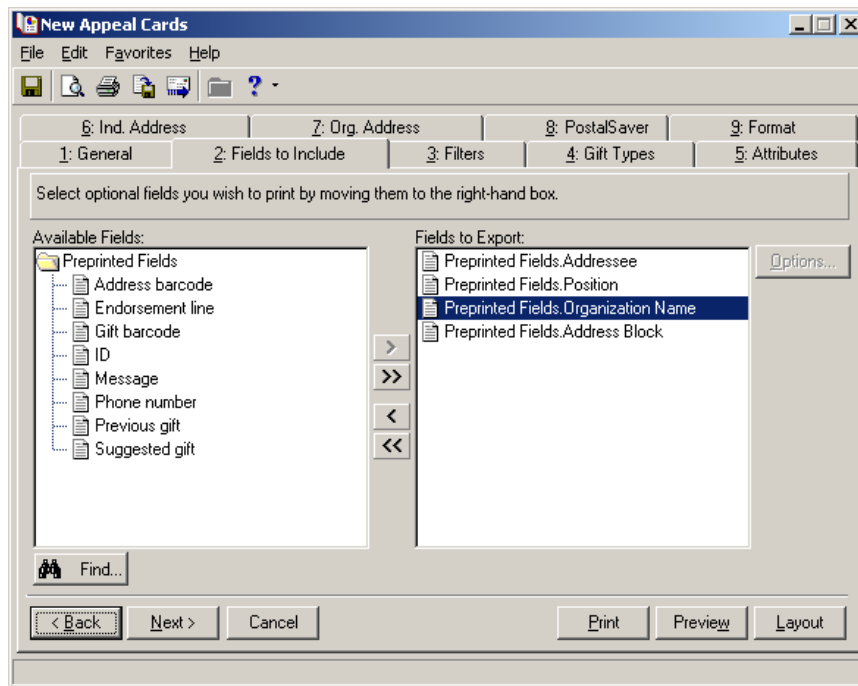 New Appeal Cards
File Edit Favorites Help
6: Ind. Address 7: Org. Address 8: PostalSaver 9: Format
1: General 2: Fields to Include 3: Filters 4: Gift Types 5: Attributes
Select optional fields you wish to print by moving them to the right-hand box.
Available Fields:
Preprinted Fields
Address barcode
Endorsement line
Gift barcode
ID
Message
Phone number
Previous gift
Suggested gift
>
>>
<
<<
Fields to Export:
Preprinted Fields.Addressee
Preprinted Fields.Position
Preprinted Fields.Organization Name
Preprinted Fields.Address Block
Options...
Find...
< Back Next > Cancel Print Preview Layout